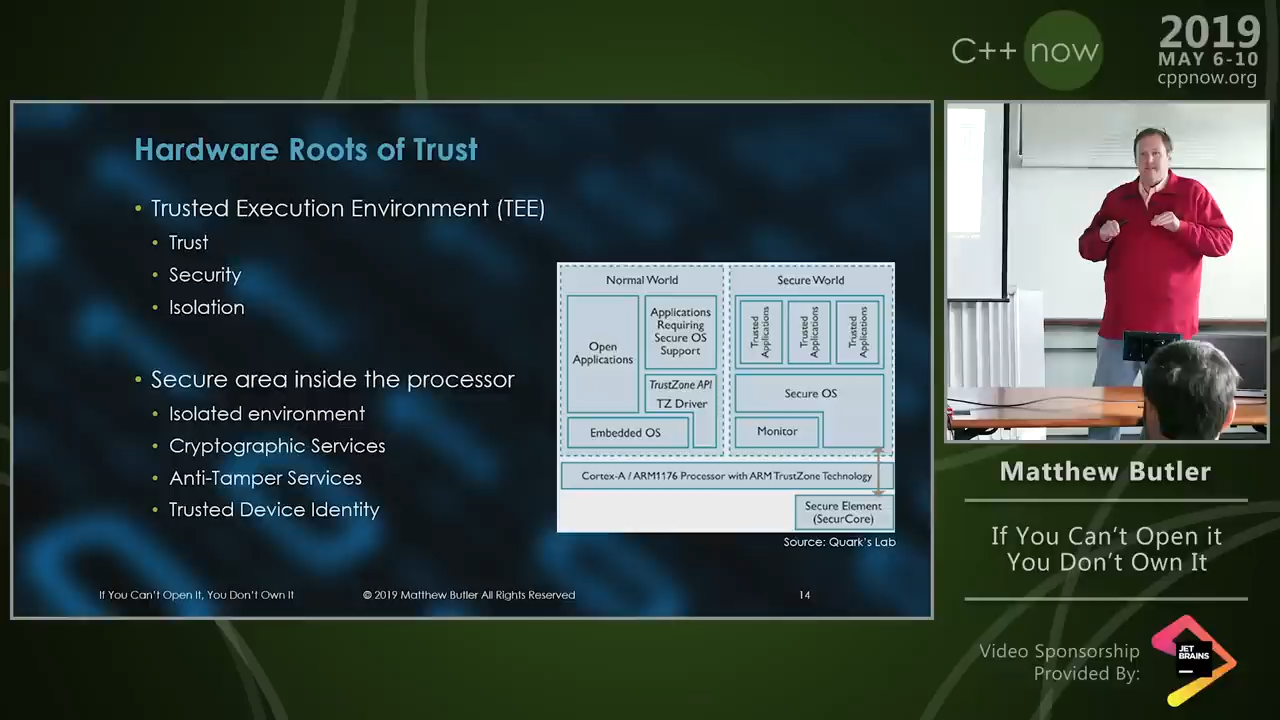 C++ now
2019
MAY 6-10
cppnow.org
Hardware Roots of Trust
• Trusted Execution Environment (TEE)
• Trust
• Security
• Isolation
• Secure area inside the processor
• Isolated environment
• Cryptographic Services
• Anti-Tamper Services
• Trusted Device Identity
Normal World
Open
Applications
Applications
Requiring
Secure OS
Support
TrustZone API
TZ Driver
Embedded OS
Secure World
Trusted
Applications
Trusted
Applications
Trusted
Applications
Secure OS
Monitor
Cortex-A / ARM1176 Processor with ARM TrustZone Technology
Secure Element
(SecurCore)
Source: Quark's Lab
If You Can't Open It, You Don't Own It
© 2019 Matthew Butler All Rights Reserved
14
Matthew Butler
If You Can't Open it
You Don't Own It
Video Sponsorship
Provided By:
JET
BRAINS